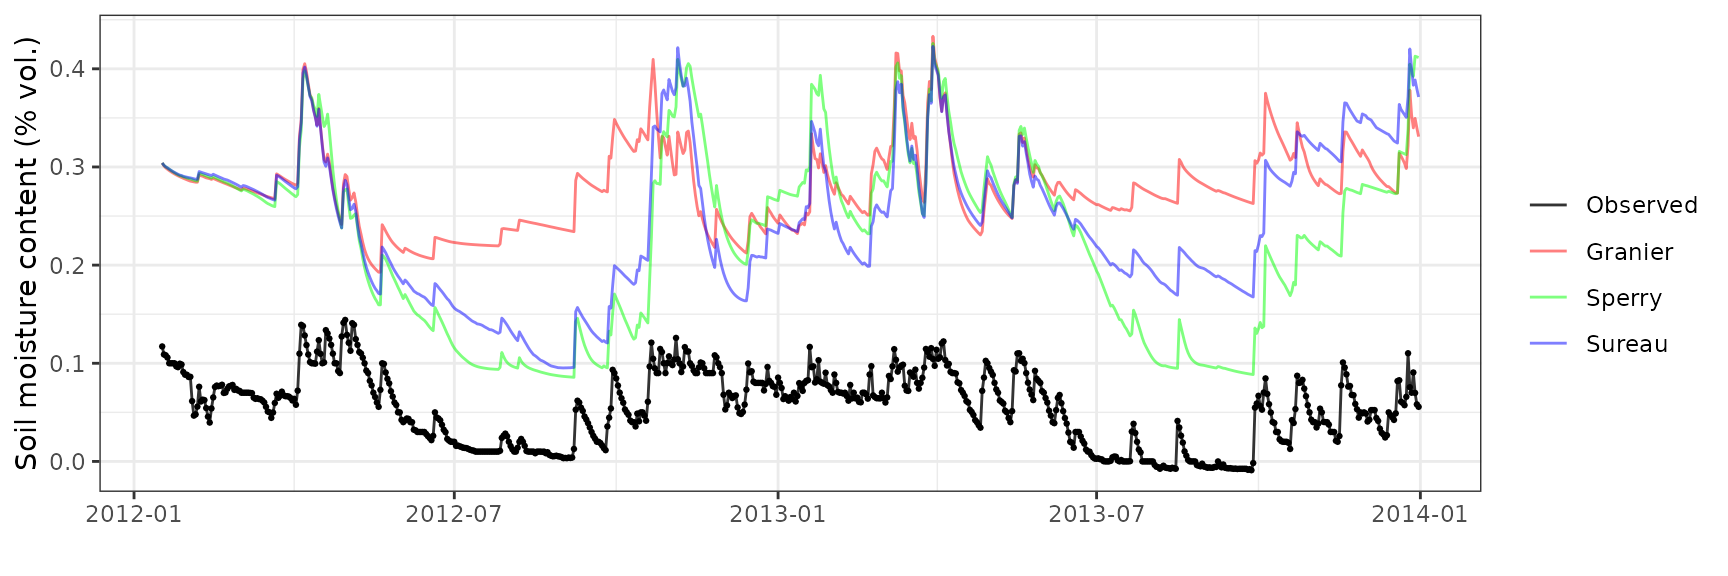 Soil moisture content (% vol.)
0.4
0.3
0.2
0.1
0.0
2012-01
2012-07
2013-01
2013-07
2014-01
Observed
Granier
Sperry
Sureau